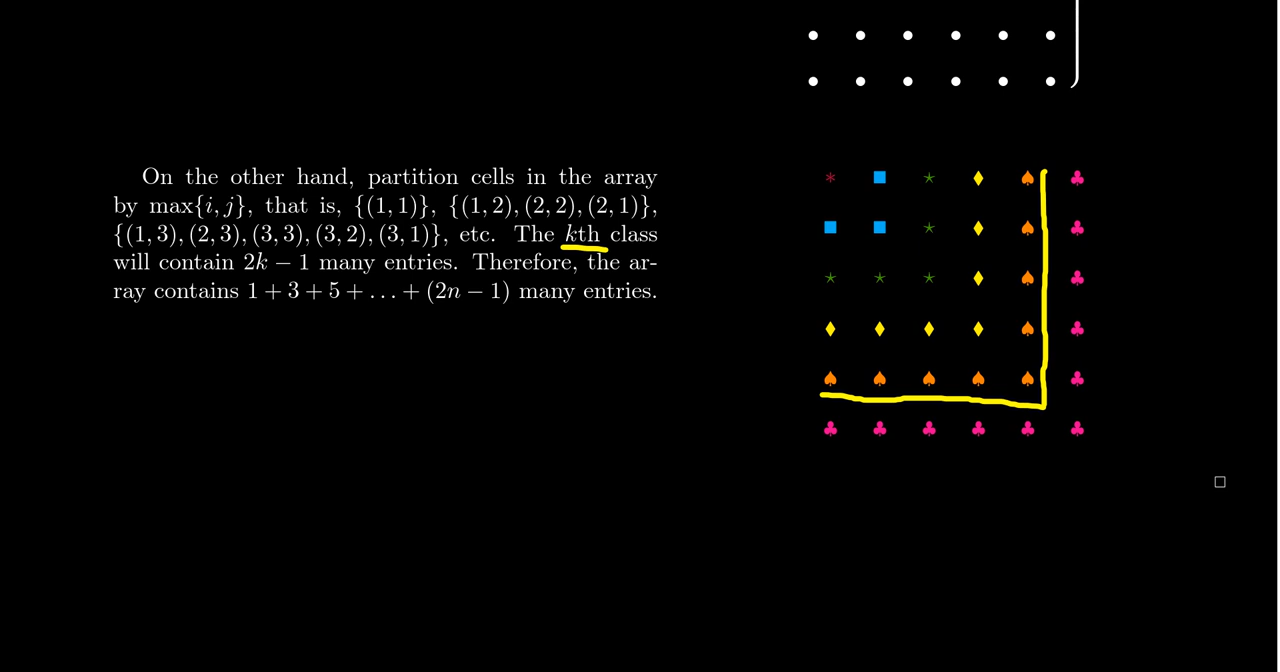 On the other hand, partition cells in the array
by max{i, j}, that is, {(1, 1)}, {(1, 2), (2, 2), (2, 1)},
{(1, 3), (2, 3), (3, 3), (3, 2), (3, 1)}, etc. The kth class
will contain 2k − 1 many entries. Therefore, the ar-
ray contains 1 + 3 + 5 + . . . + (2n − 1) many entries.